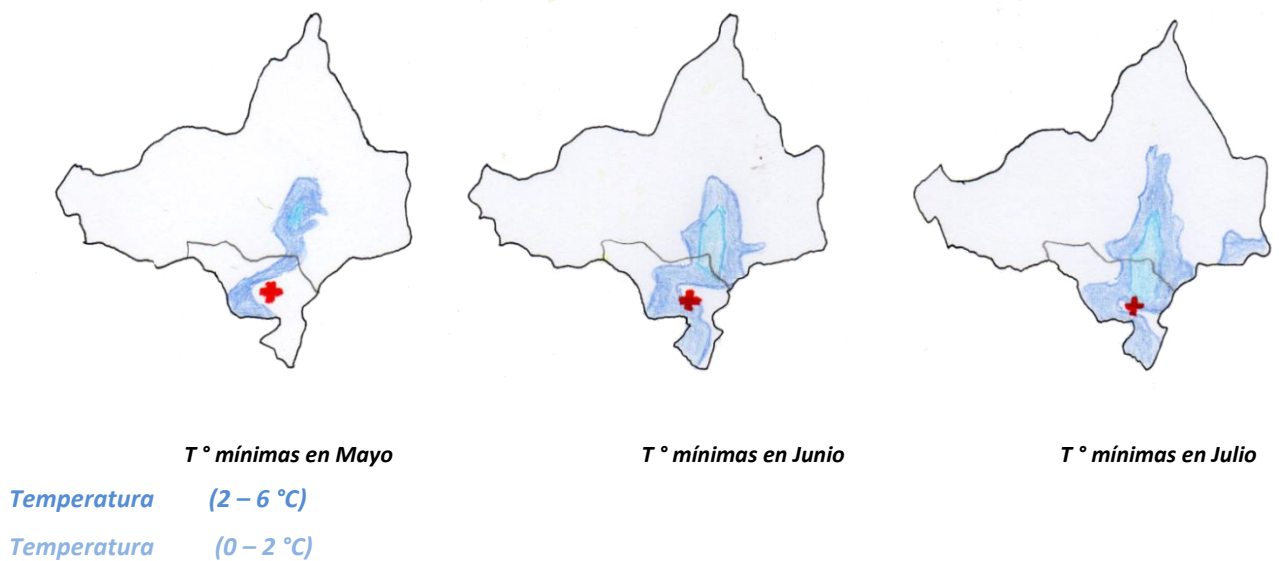 T ° mínimas en Mayo T ° mínimas en Junio T ° mínimas en Julio
Temperatura (2 – 6 °C)
Temperatura (0 – 2 °C)